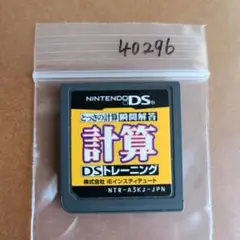 40296
NINTENDO DS
とっさの計算 瞬間解答
計算
DSトレーニング
株式会社 IEインスティテュート
NTR-A3KJ-JPN